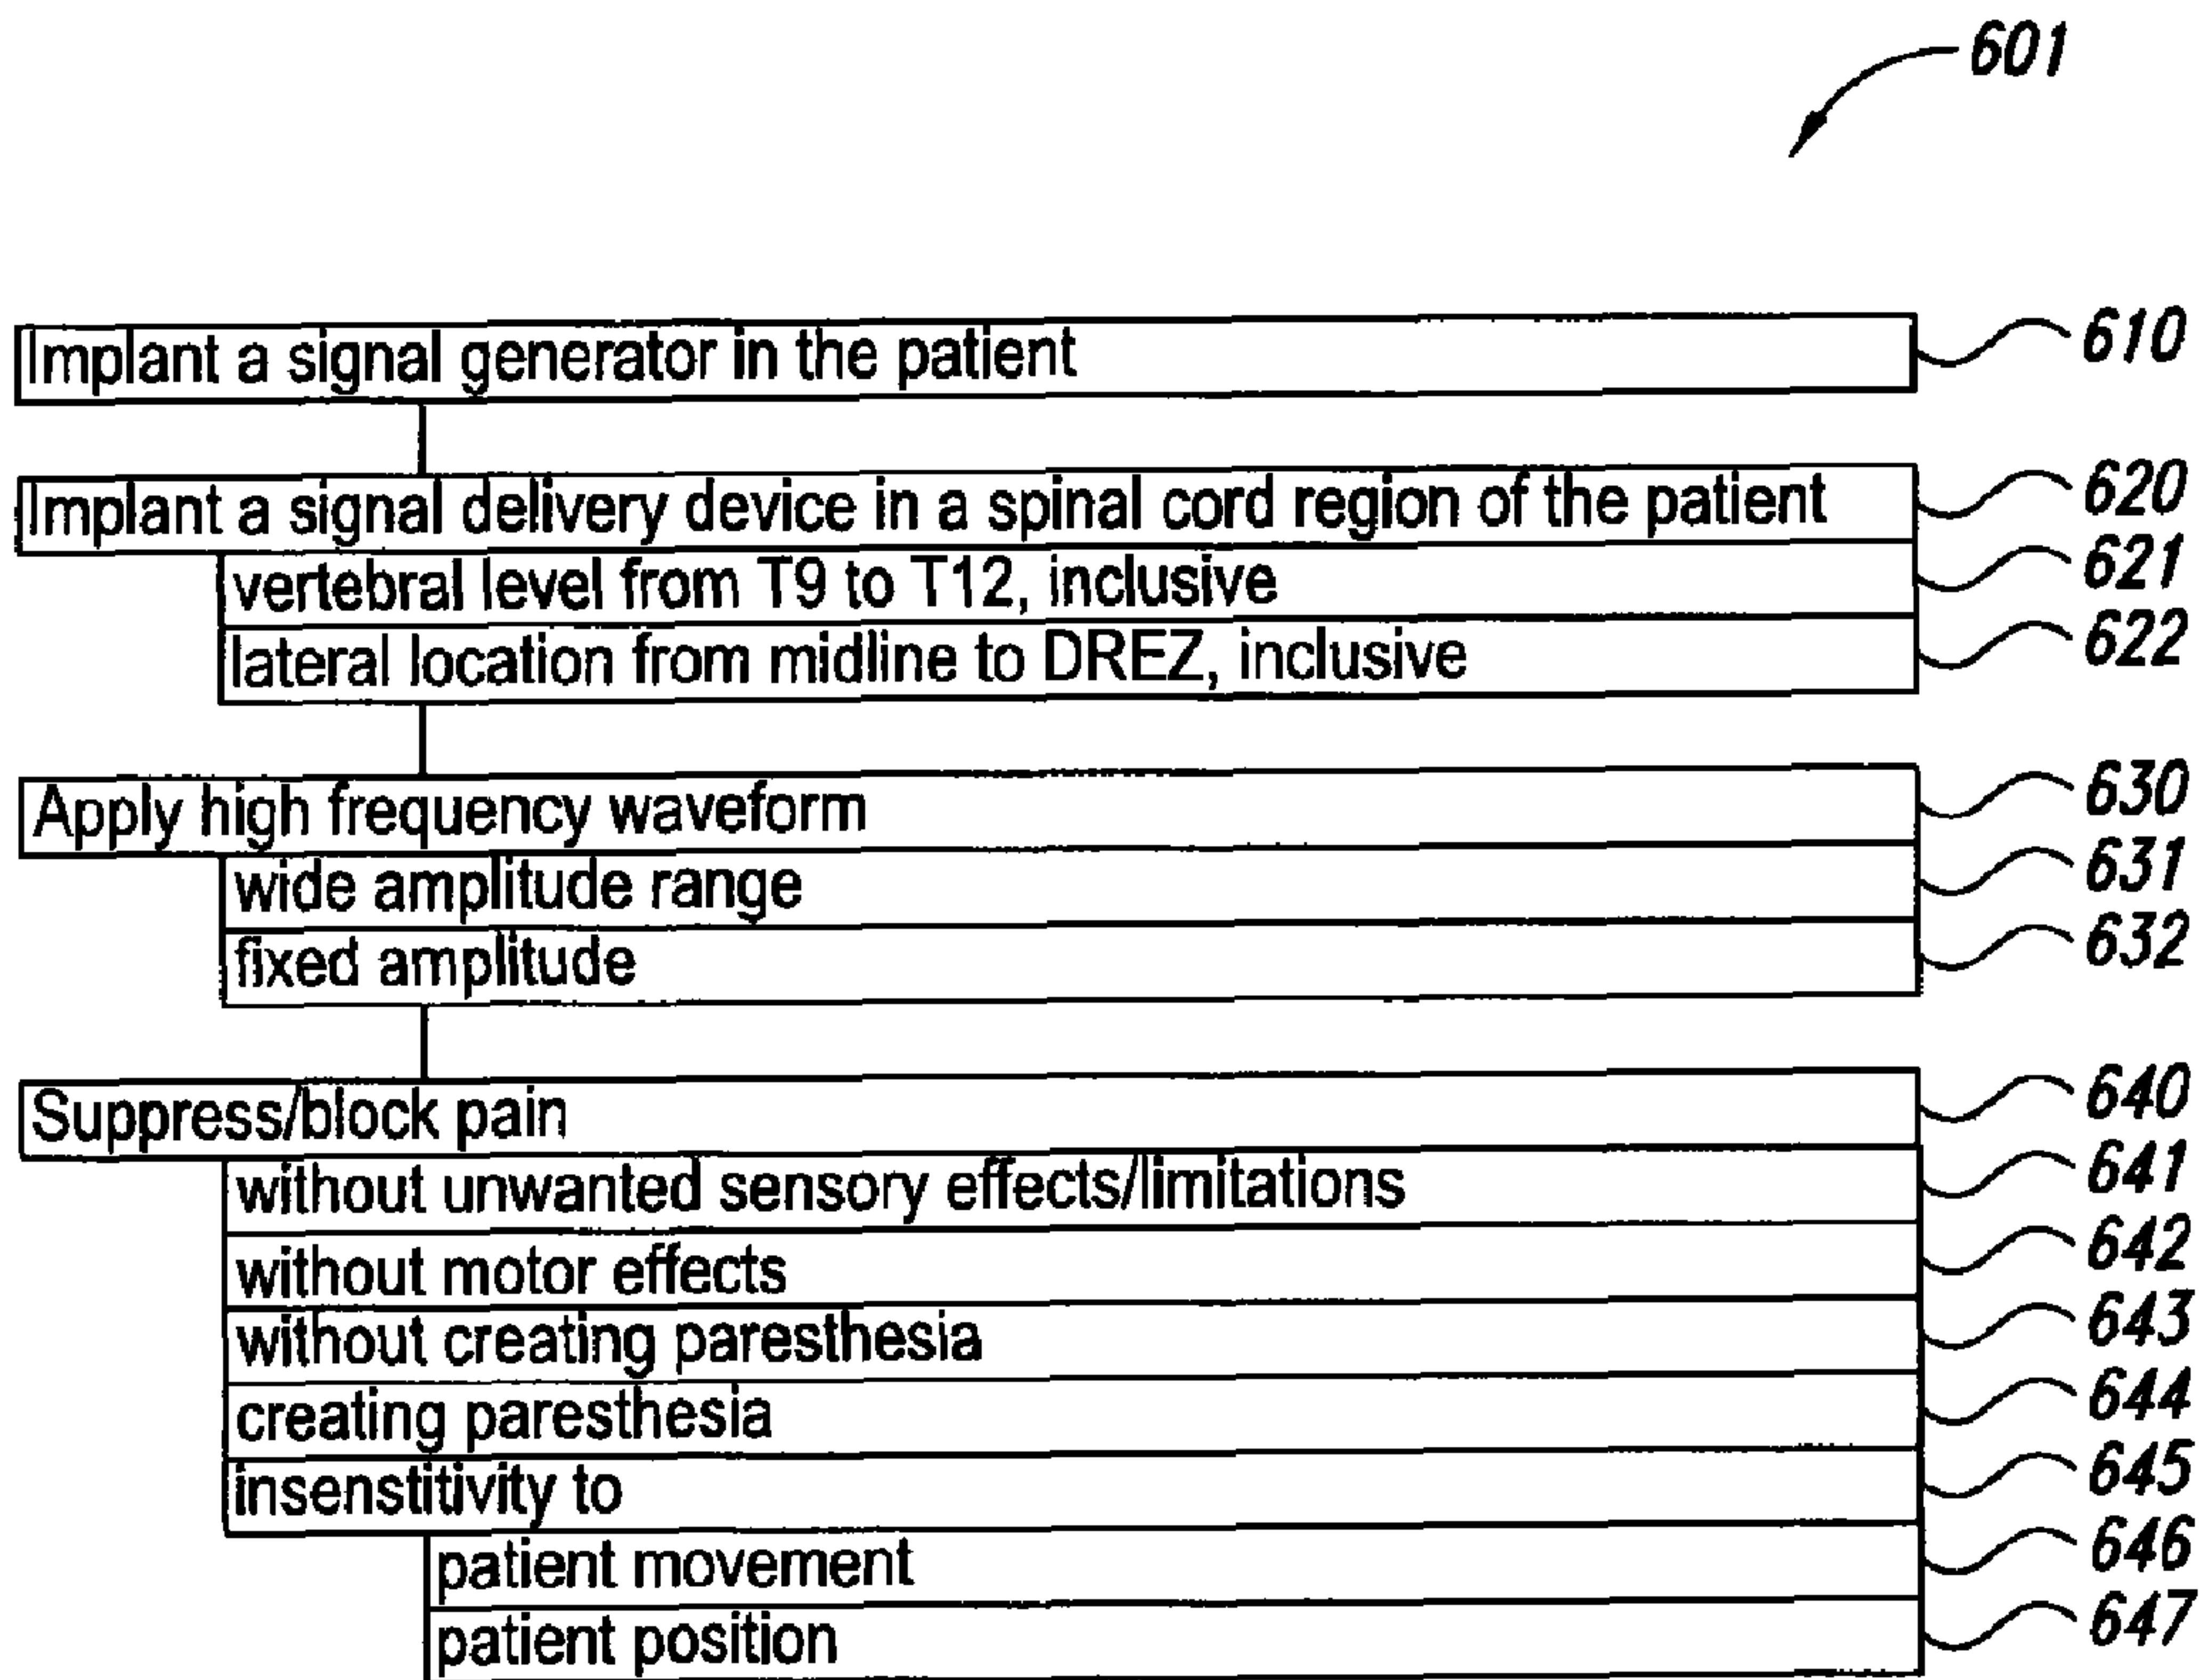 601
Implant a signal generator in the patient 610
Implant a signal delivery device in a spinal cord region of the patient 620
vertebral level from T9 to T12, inclusive 621
lateral location from midline to DREZ, inclusive 622
Apply high frequency waveform 630
wide amplitude range 631
fixed amplitude 632
Suppress/block pain 640
without unwanted sensory effects/limitations 641
without motor effects 642
without creating paresthesia 643
creating paresthesia 644
insenstitivity to 645
patient movement 646
patient position 647